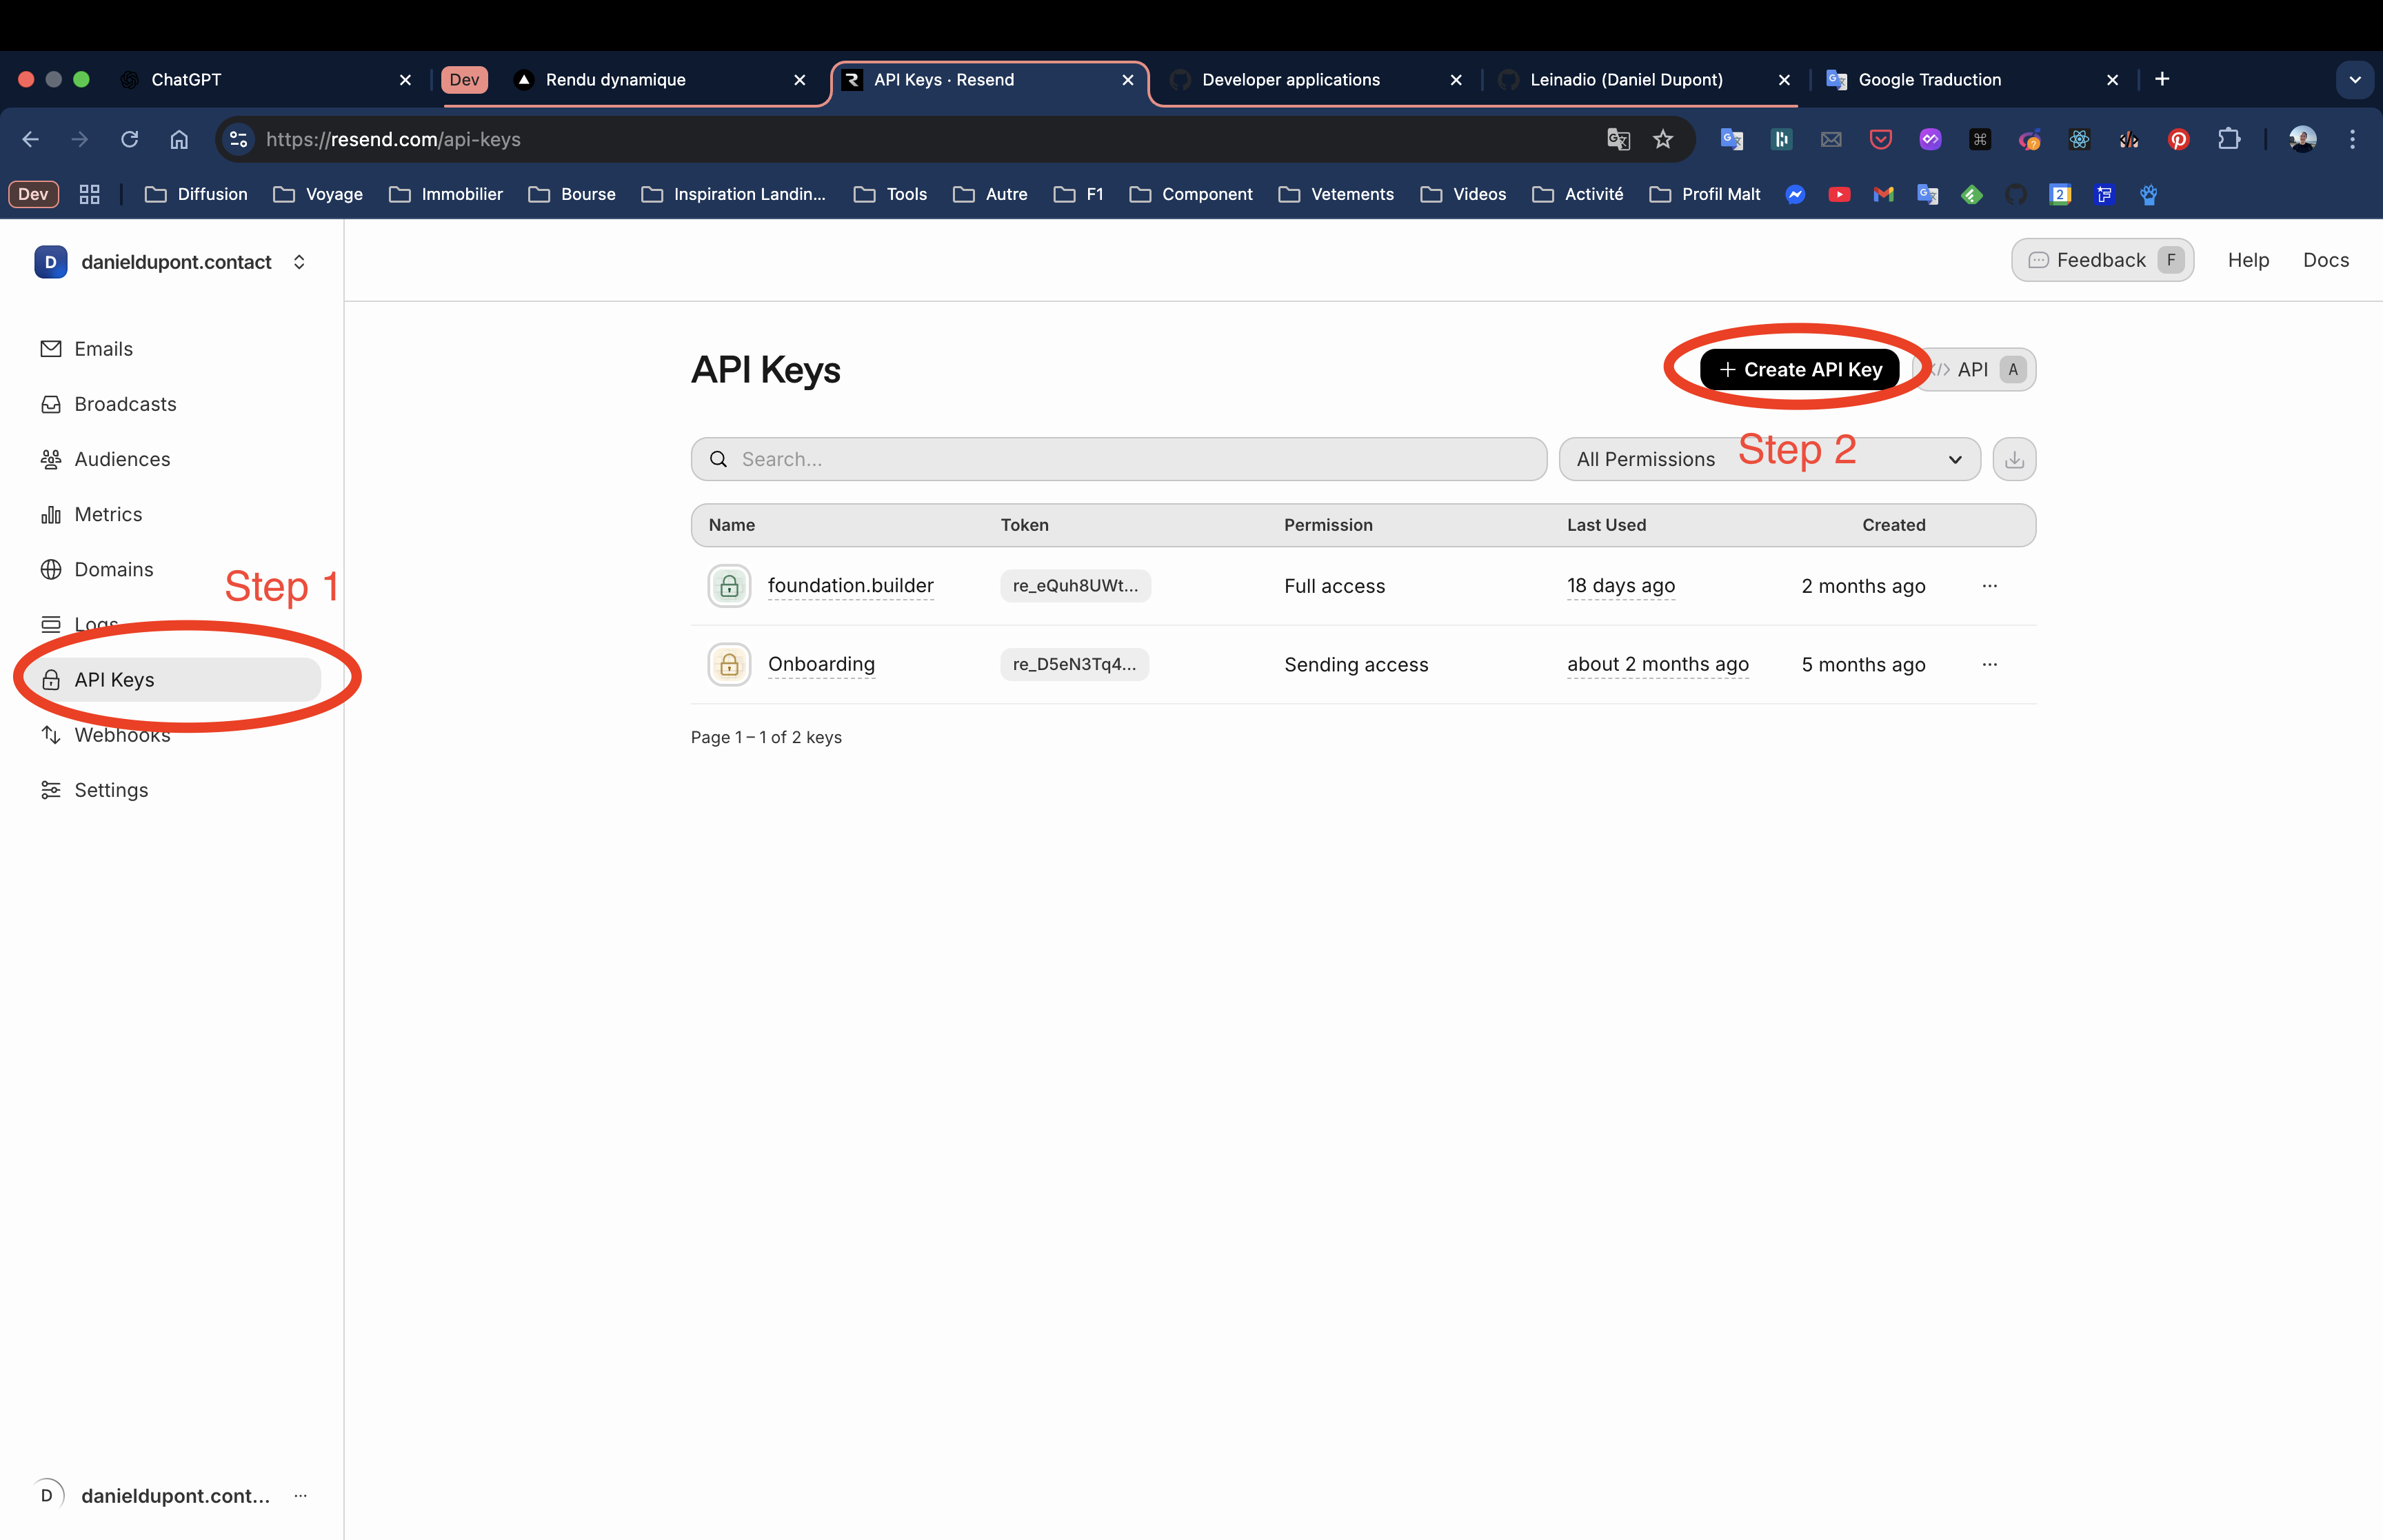 ChatGPT
Dev
Rendu dynamique
API Keys · Resend
Developer applications
Leinadio (Daniel Dupont)
Google Traduction
https://resend.com/api-keys
Dev
Diffusion
Voyage
Immobilier
Bourse
Inspiration Landin...
Tools
Autre
F1
Component
Vetements
Videos
Activité
Profil Malt
D danieldupont.contact
Feedback F
Help
Docs
Emails
Broadcasts
Audiences
Metrics
Domains
Step 1
Logs
API Keys
Webhooks
Settings
API Keys
+ Create API Key
</> API A
Search...
All Permissions
Step 2
Name Token Permission Last Used Created
foundation.builder re_eQuh8UWt... Full access 18 days ago 2 months ago ...
Onboarding re_D5eN3Tq4... Sending access about 2 months ago 5 months ago ...
Page 1 – 1 of 2 keys
D danieldupont.cont... ...